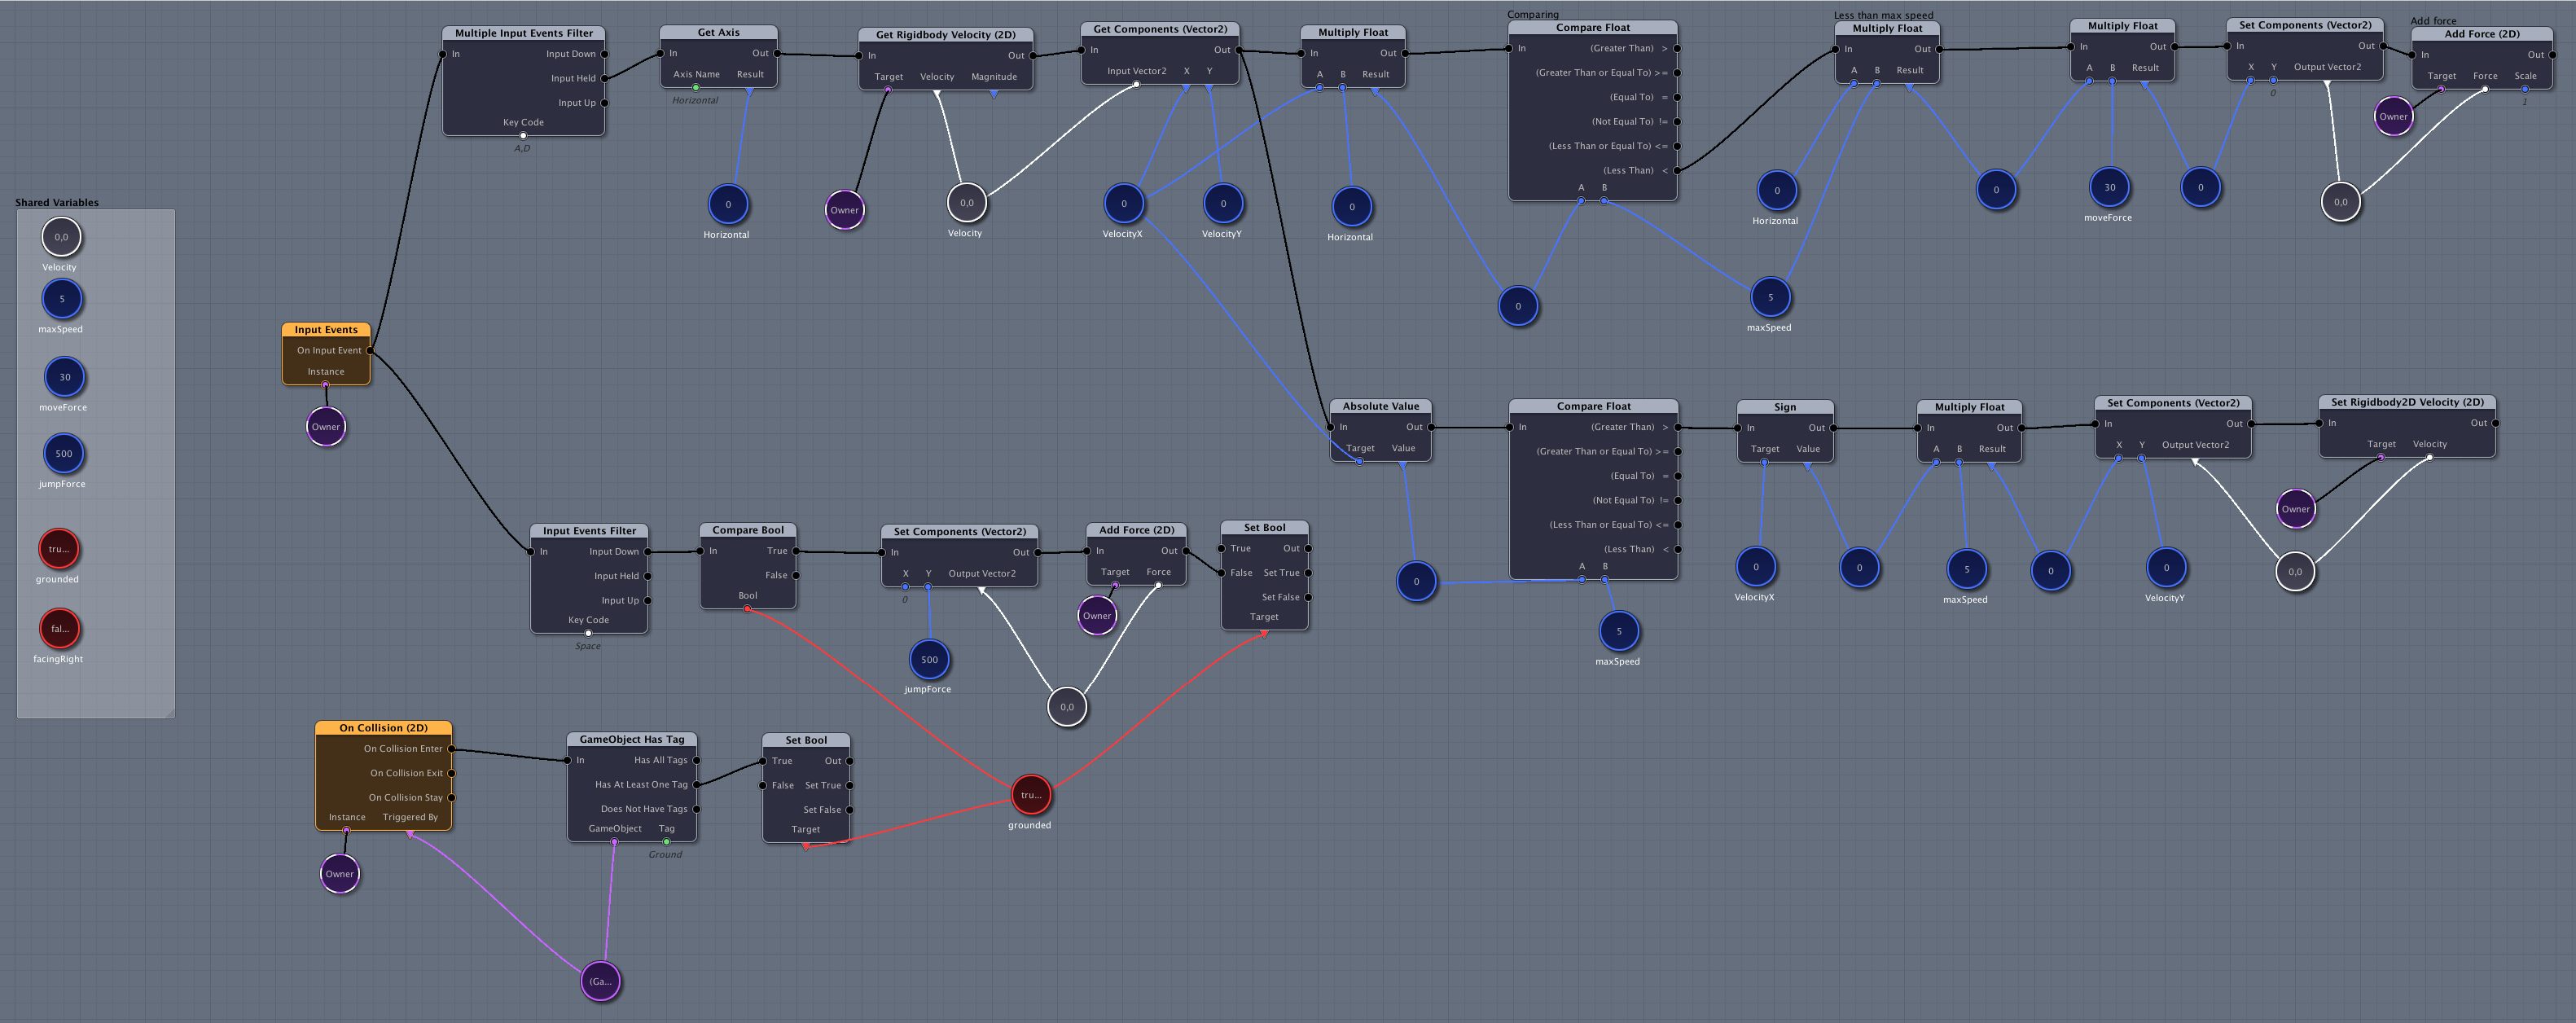 Shared Variables
0,0
Velocity
5
maxSpeed
30
moveForce
500
jumpForce
tru...
grounded
fal...
facingRight
Input Events
On Input Event
Instance
Owner
Multiple Input Events Filter
In Input Down
Input Held
Input Up
Key Code
A,D
Get Axis
In Out
Axis Name Result
Horizontal
0
Horizontal
Get Rigidbody Velocity (2D)
In Out
Target Velocity Magnitude
Owner
0,0
Velocity
Get Components (Vector2)
In Out
Input Vector2 X Y
0
VelocityX
0
VelocityY
Multiply Float
In Out
A B Result
0
Horizontal
Comparing
Compare Float
In (Greater Than) >
(Greater Than or Equal To) >=
(Equal To) =
(Not Equal To) !=
(Less Than or Equal To) <=
(Less Than) <
A B
0
5
maxSpeed
Less than max speed
Multiply Float
In Out
A B Result
0
Horizontal
0
Multiply Float
In Out
A B Result
30
moveForce
0
Set Components (Vector2)
In Out
X Y Output Vector2
0
0,0
Add force
Add Force (2D)
In Out
Target Force Scale
1
Owner
Absolute Value
In Out
Target Value
0
Compare Float
In (Greater Than) >
(Greater Than or Equal To) >=
(Equal To) =
(Not Equal To) !=
(Less Than or Equal To) <=
(Less Than) <
A B
5
maxSpeed
Sign
In Out
Target Value
0
VelocityX
0
Multiply Float
In Out
A B Result
5
maxSpeed
0
Set Components (Vector2)
In Out
X Y Output Vector2
0
VelocityY
0,0
Set Rigidbody2D Velocity (2D)
In Out
Target Velocity
Owner
Input Events Filter
In Input Down
Input Held
Input Up
Key Code
Space
Compare Bool
In True
False
Bool
Set Components (Vector2)
In Out
X Y Output Vector2
0
500
jumpForce
0,0
Add Force (2D)
In Out
Target Force
Owner
Set Bool
True Out
False Set True
Set False
Target
On Collision (2D)
On Collision Enter
On Collision Exit
On Collision Stay
Instance Triggered By
Owner
(Ga...
GameObject Has Tag
In Has All Tags
Has At Least One Tag
Does Not Have Tags
GameObject Tag
Ground
Set Bool
True Out
False Set True
Set False
Target
tru...
grounded